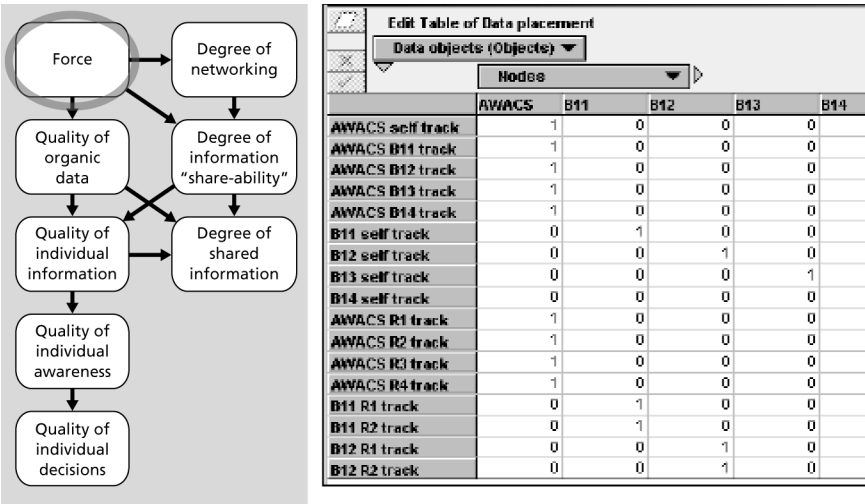 Force
Degree of
networking
Quality of
organic
data
Degree of
information
“share-ability”
Quality of
individual
information
Degree of
shared
information
Quality of
individual
awareness
Quality of
individual
decisions
Edit Table of Data placement
Data objects (Objects)
Nodes
AWACS B11 B12 B13 B14
AWACS self track 1 0 0 0
AWACS B11 track 1 0 0 0
AWACS B12 track 1 0 0 0
AWACS B13 track 1 0 0 0
AWACS B14 track 1 0 0 0
B11 self track 0 1 0 0
B12 self track 0 0 1 0
B13 self track 0 0 0 1
B14 self track 0 0 0 0
AWACS R1 track 1 0 0 0
AWACS R2 track 1 0 0 0
AWACS R3 track 1 0 0 0
AWACS R4 track 1 0 0 0
B11 R1 track 0 1 0 0
B11 R2 track 0 1 0 0
B12 R1 track 0 0 1 0
B12 R2 track 0 0 1 0